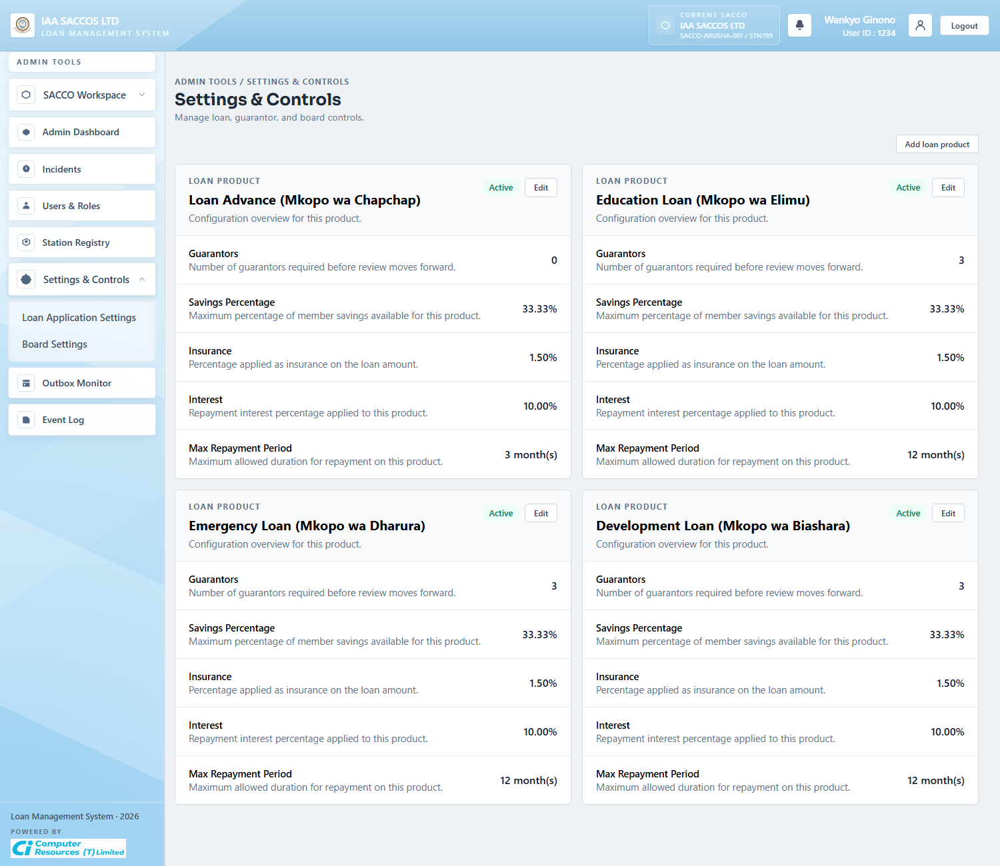 IAA SACCOS LTD
LOAN MANAGEMENT SYSTEM
CURRENT SACCO
IAA SACCOS LTD
SACCO-ARUSHA-001 / STN789
Wankyo Ginono
User ID : 1234
Logout
ADMIN TOOLS
SACCO Workspace
Admin Dashboard
Incidents
Users & Roles
Station Registry
Settings & Controls
Loan Application Settings
Board Settings
Outbox Monitor
Event Log
Loan Management System · 2026
POWERED BY
Ci Computer
Resources (T) Limited
ADMIN TOOLS / SETTINGS & CONTROLS
Settings & Controls
Manage loan, guarantor, and board controls.
Add loan product
LOAN PRODUCT
Active
Edit
Loan Advance (Mkopo wa Chapchap)
Configuration overview for this product.
Guarantors
Number of guarantors required before review moves forward.
0
Savings Percentage
Maximum percentage of member savings available for this product.
33.33%
Insurance
Percentage applied as insurance on the loan amount.
1.50%
Interest
Repayment interest percentage applied to this product.
10.00%
Max Repayment Period
Maximum allowed duration for repayment on this product.
3 month(s)
LOAN PRODUCT
Active
Edit
Education Loan (Mkopo wa Elimu)
Configuration overview for this product.
Guarantors
Number of guarantors required before review moves forward.
3
Savings Percentage
Maximum percentage of member savings available for this product.
33.33%
Insurance
Percentage applied as insurance on the loan amount.
1.50%
Interest
Repayment interest percentage applied to this product.
10.00%
Max Repayment Period
Maximum allowed duration for repayment on this product.
12 month(s)
LOAN PRODUCT
Active
Edit
Emergency Loan (Mkopo wa Dharura)
Configuration overview for this product.
Guarantors
Number of guarantors required before review moves forward.
3
Savings Percentage
Maximum percentage of member savings available for this product.
33.33%
Insurance
Percentage applied as insurance on the loan amount.
1.50%
Interest
Repayment interest percentage applied to this product.
10.00%
Max Repayment Period
Maximum allowed duration for repayment on this product.
12 month(s)
LOAN PRODUCT
Active
Edit
Development Loan (Mkopo wa Biashara)
Configuration overview for this product.
Guarantors
Number of guarantors required before review moves forward.
3
Savings Percentage
Maximum percentage of member savings available for this product.
33.33%
Insurance
Percentage applied as insurance on the loan amount.
1.50%
Interest
Repayment interest percentage applied to this product.
10.00%
Max Repayment Period
Maximum allowed duration for repayment on this product.
12 month(s)